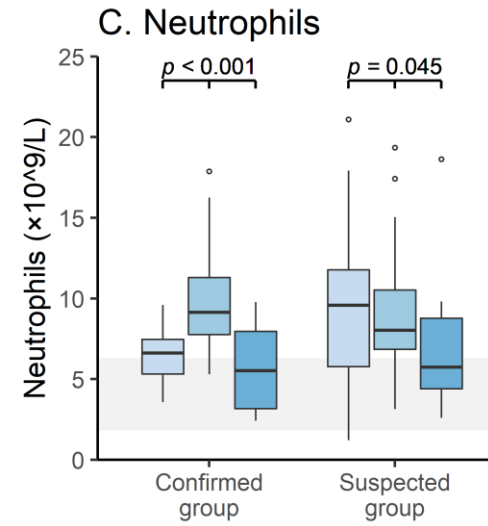 C. Neutrophils
Neutrophils (×10^9/L)
25
20
15
10
5
0
p < 0.001
p = 0.045
Confirmed
group
Suspected
group